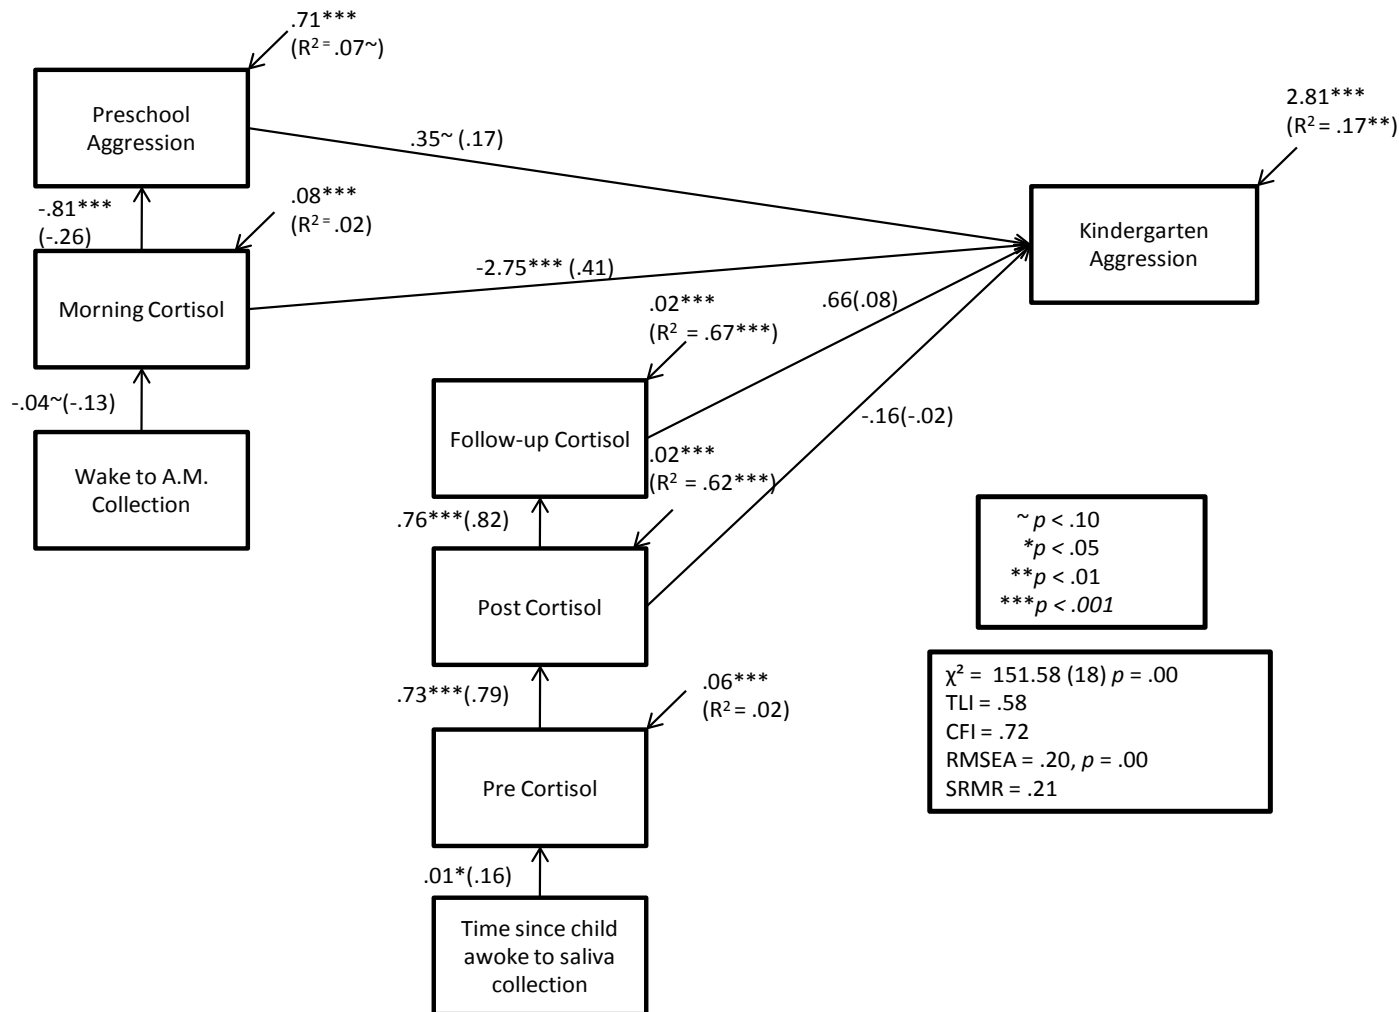 .71***
(R² = .07~)
Preschool
Aggression
.35~ (.17)
2.81***
(R² = .17**)
-.81***
(-.26)
.08***
(R² = .02)
Kindergarten
Aggression
Morning Cortisol
-2.75*** (.41)
.02***
(R² = .67***)
.66(.08)
-.04~(-.13)
Follow-up Cortisol
-.16(-.02)
Wake to A.M.
Collection
.02***
(R² = .62***)
.76***(.82)
~ p < .10
*p < .05
**p < .01
***p < .001
Post Cortisol
.73***(.79)
.06***
(R² = .02)
χ² = 151.58 (18) p = .00
TLI = .58
CFI = .72
RMSEA = .20, p = .00
SRMR = .21
Pre Cortisol
.01*(.16)
Time since child
awoke to saliva
collection